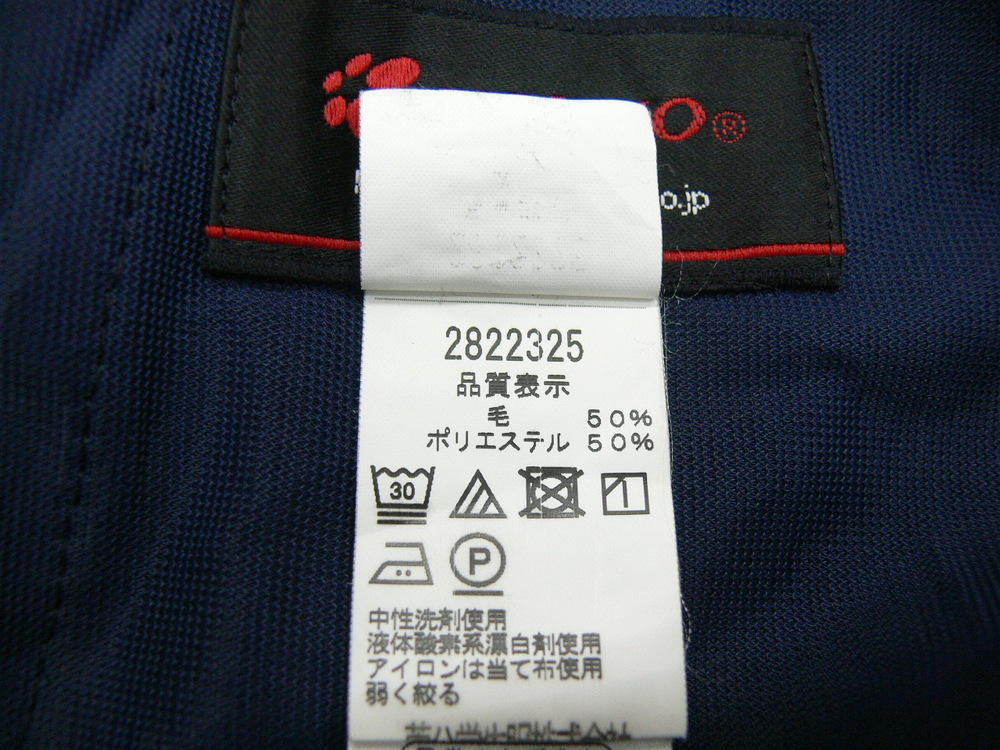 O®
o.jp
2822325
品質表示
毛 50%
ポリエステル 50%
30
P
中性洗剤使用
液体酸素系漂白剤使用
アイロンは当て布使用
弱く絞る